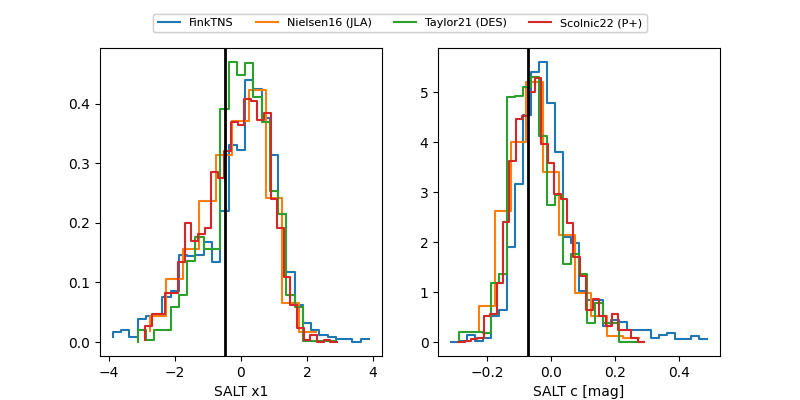 FinkTNS Nielsen16 (JLA) Taylor21 (DES) Scolnic22 (P+)
0.4
0.3
0.2
0.1
0.0
−4 −2 0 2 4
SALT x1
5
4
3
2
1
0
−0.2 0.0 0.2 0.4
SALT c [mag]